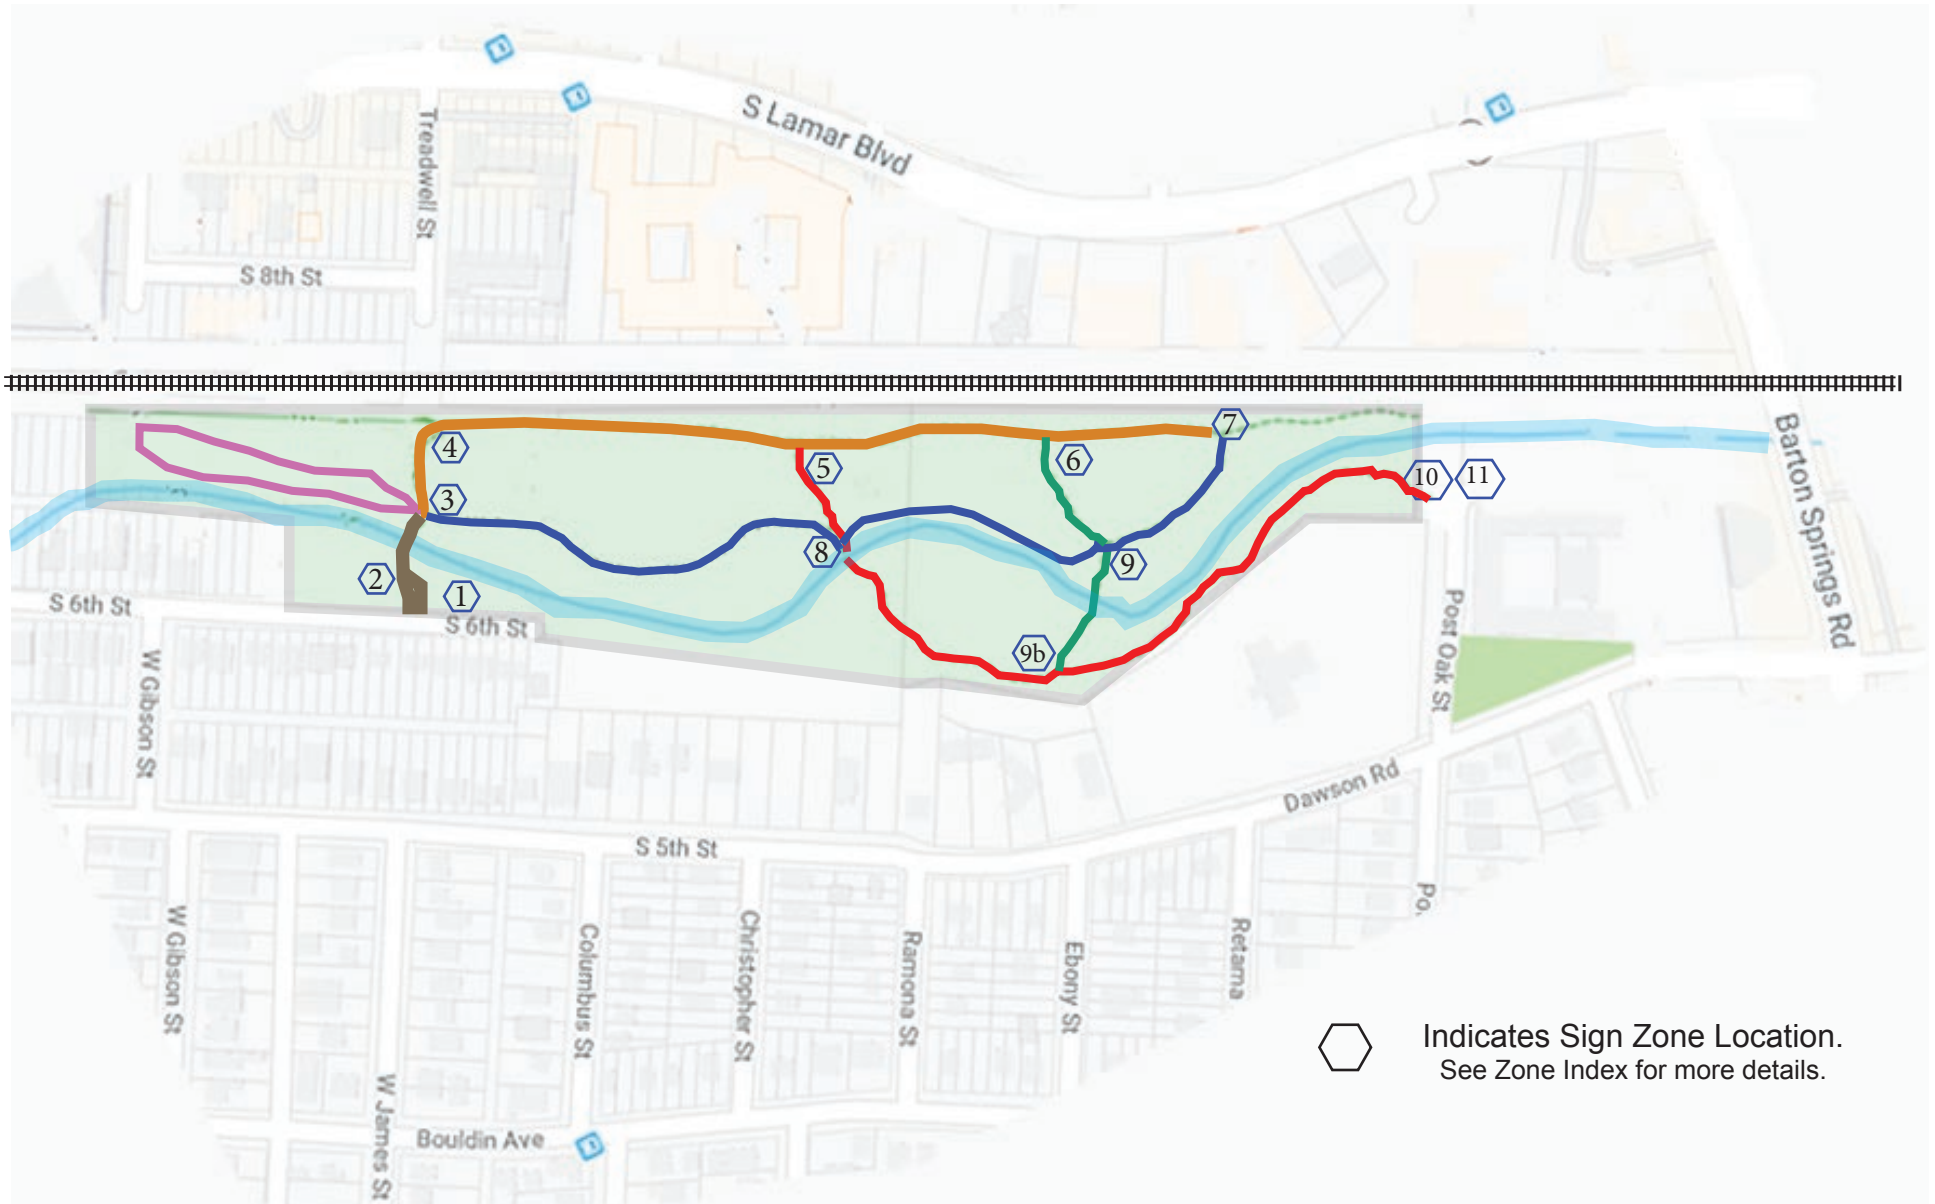 S Lamar Blvd
Treadwell St
S 8th St
Barton Springs Rd
4
5
6
7
3
8
9
10
11
2
1
9b
S 6th St
S 6th St
W Gibson St
Post Oak St
Dawson Rd
S 5th St
Po.
W Gibson St
Columbus St
Christopher St
Ramona St
Ebony St
Retama
W James St
Bouldin Ave
Indicates Sign Zone Location.
See Zone Index for more details.